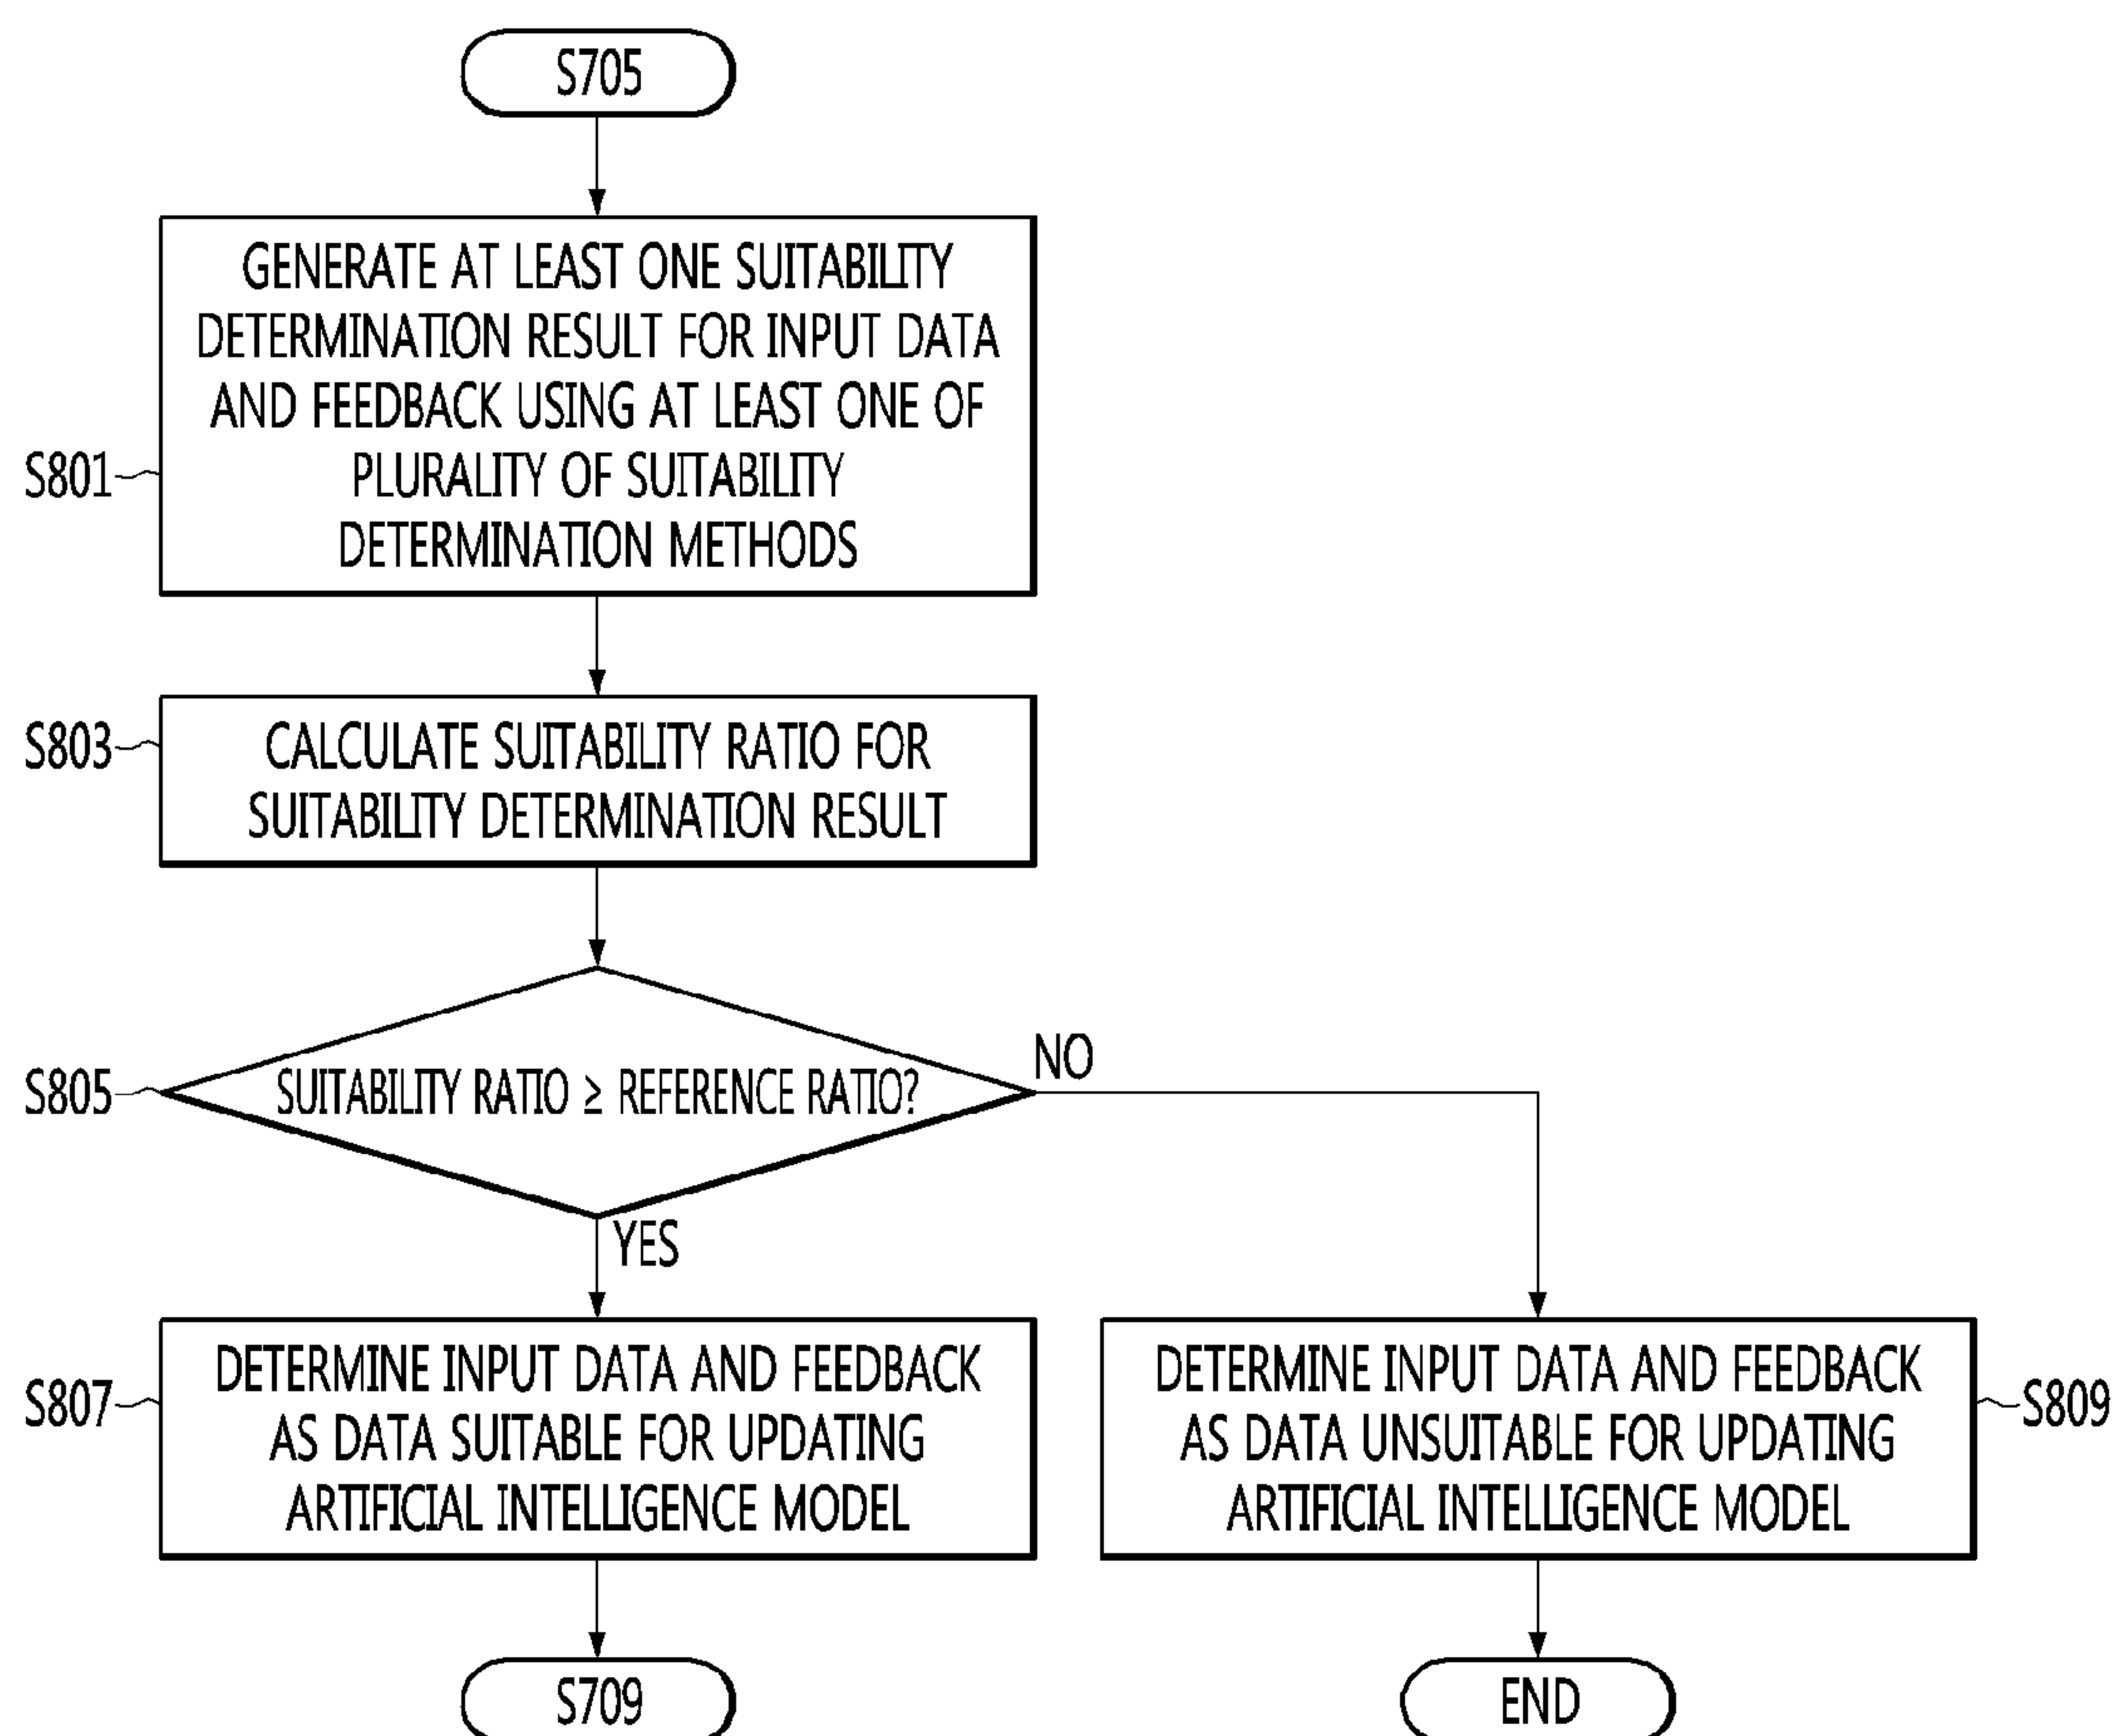 S705
GENERATE AT LEAST ONE SUITABILITY
DETERMINATION RESULT FOR INPUT DATA
AND FEEDBACK USING AT LEAST ONE OF
PLURALITY OF SUITABILITY
DETERMINATION METHODS
S801
CALCULATE SUITABILITY RATIO FOR
SUITABILITY DETERMINATION RESULT
S803
SUITABILITY RATIO ≥ REFERENCE RATIO?
S805
NO
YES
DETERMINE INPUT DATA AND FEEDBACK
AS DATA SUITABLE FOR UPDATING
ARTIFICIAL INTELLIGENCE MODEL
S807
DETERMINE INPUT DATA AND FEEDBACK
AS DATA UNSUITABLE FOR UPDATING
ARTIFICIAL INTELLIGENCE MODEL
S809
S709
END